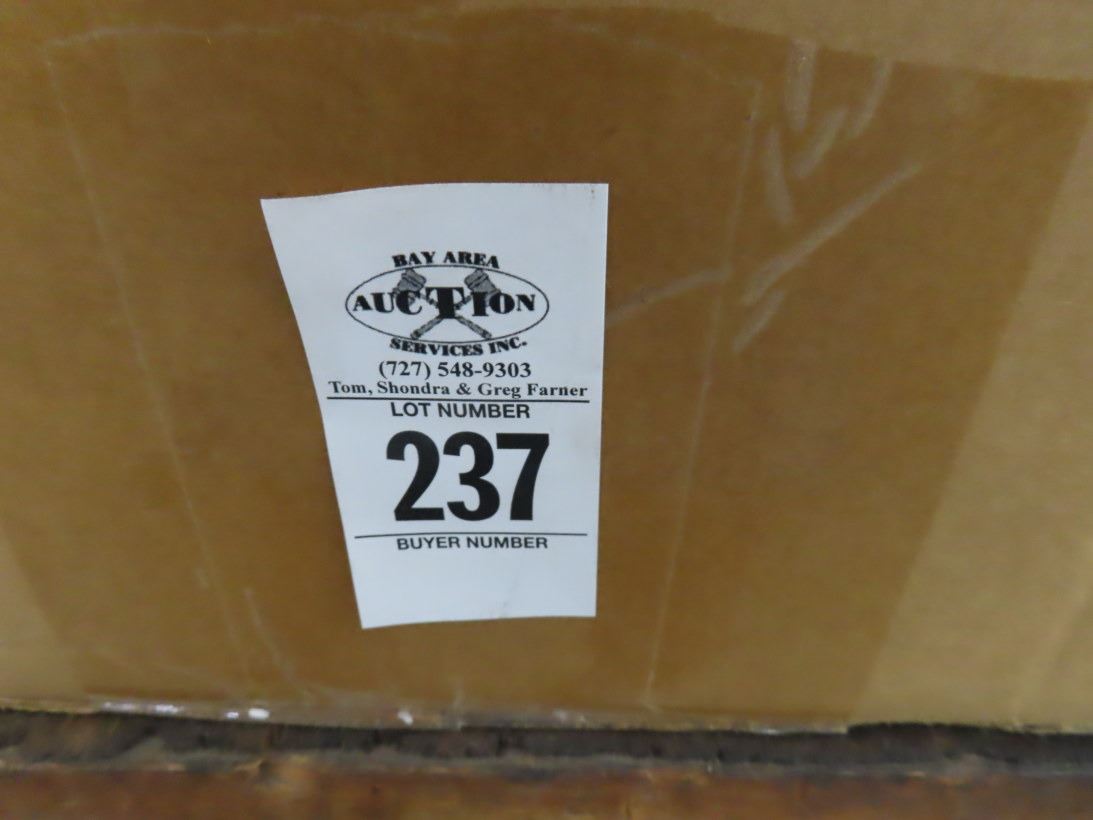 BAY AREA
AUCTION
SERVICES INC.
(727) 548-9303
Tom, Shondra & Greg Farner
LOT NUMBER
237
BUYER NUMBER